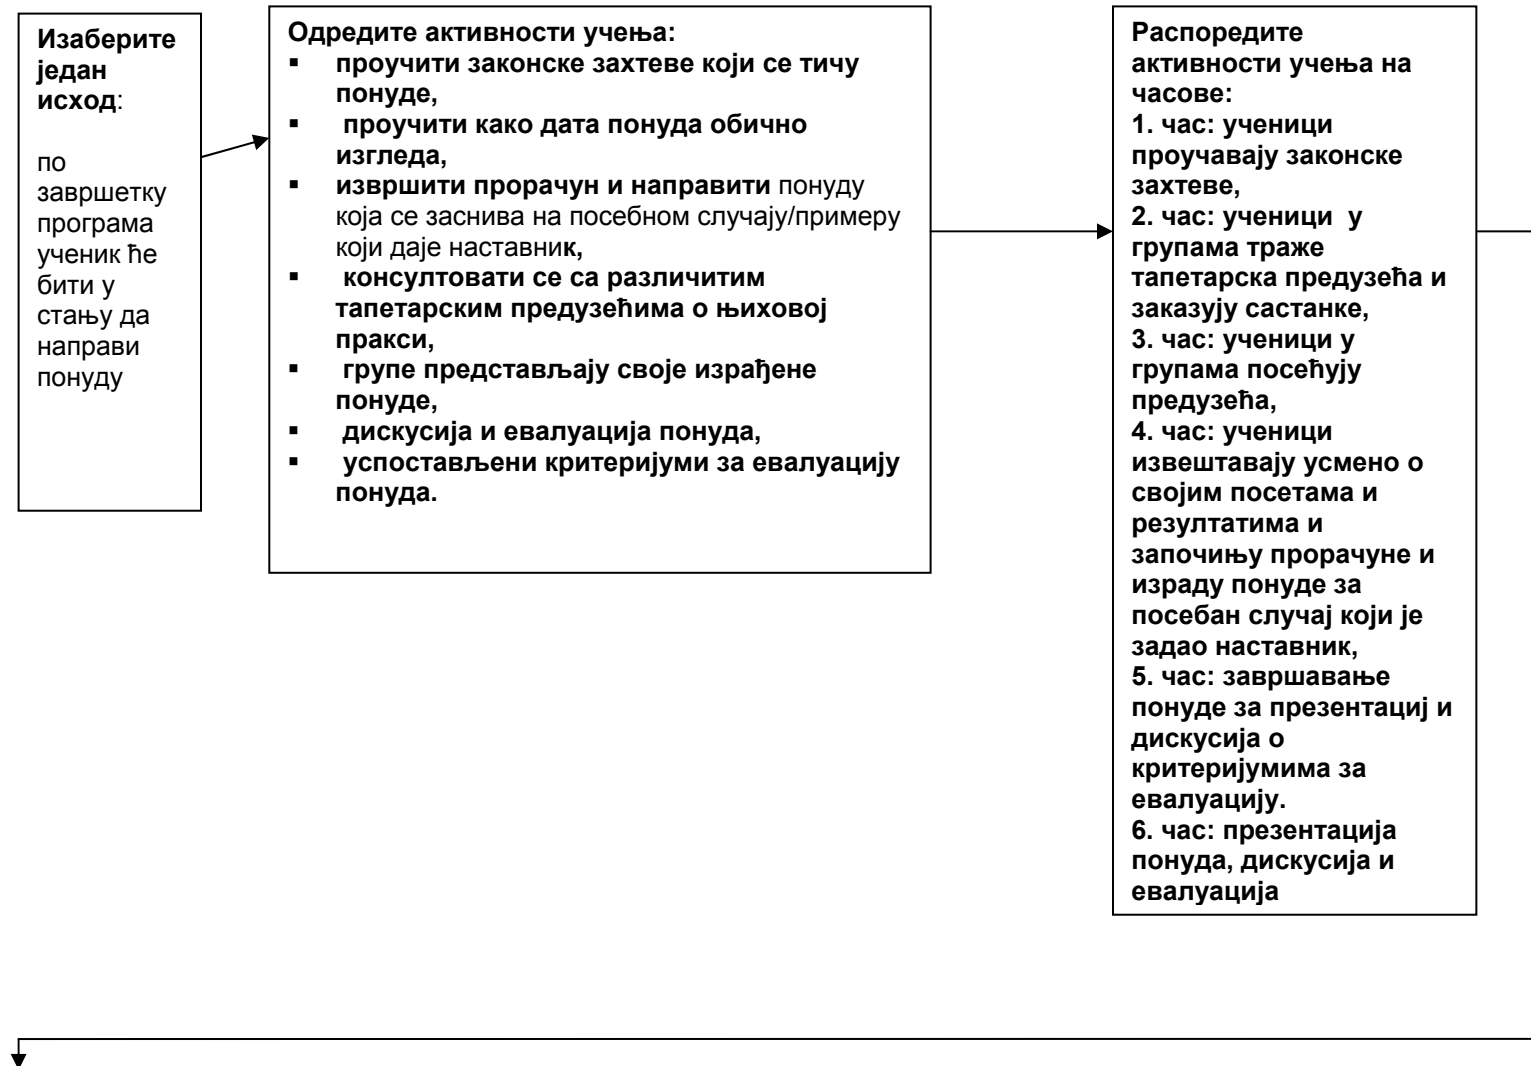 Изаберите
један
исход:
по
завршетку
програма
ученик ће
бити у
стању да
направи
понуду
Одредите активности учења:
▪ проучити законске захтеве који се тичу
понуде,
▪ проучити како дата понуда обично
изгледа,
▪ извршити прорачун и направити понуду
која се заснива на посебном случају/примеру
који даје наставник,
▪ консултовати се са различитим
тапетарским предузећима о њиховој
пракси,
▪ групе представљају своје израђене
понуде,
▪ дискусија и евалуација понуда,
▪ успостављени критеријуми за евалуацију
понуда.
Распоредите
активности учења на
часове:
1. час: ученици
проучавају законске
захтеве,
2. час: ученици у
групама траже
тапетарска предузећа и
заказују састанке,
3. час: ученици у
групама посећују
предузећа,
4. час: ученици
извештавају усмено о
својим посетама и
резултатима и
започињу прорачуне и
израду понуде за
посебан случај који је
задао наставник,
5. час: завршавање
понуде за презентациј и
дискусија о
критеријумима за
евалуацију.
6. час: презентација
понуда, дискусија и
евалуација